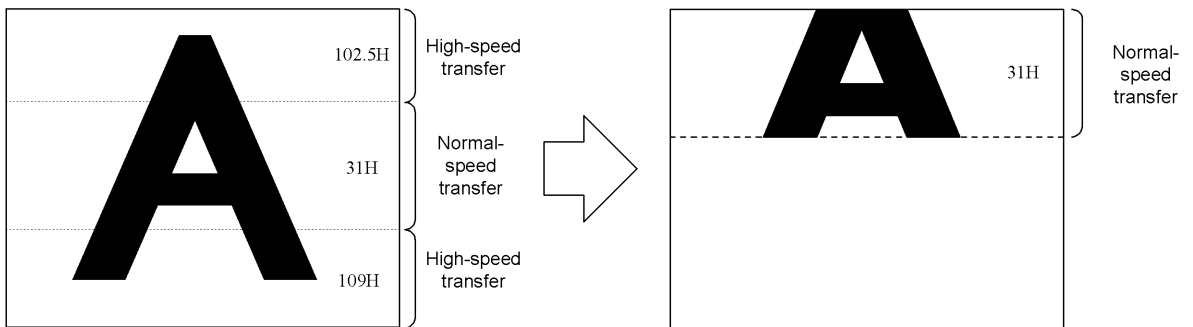 A
102.5H
High-speed
transfer
31H
Normal-
speed
transfer
109H
High-speed
transfer
A
31H
Normal-
speed
transfer